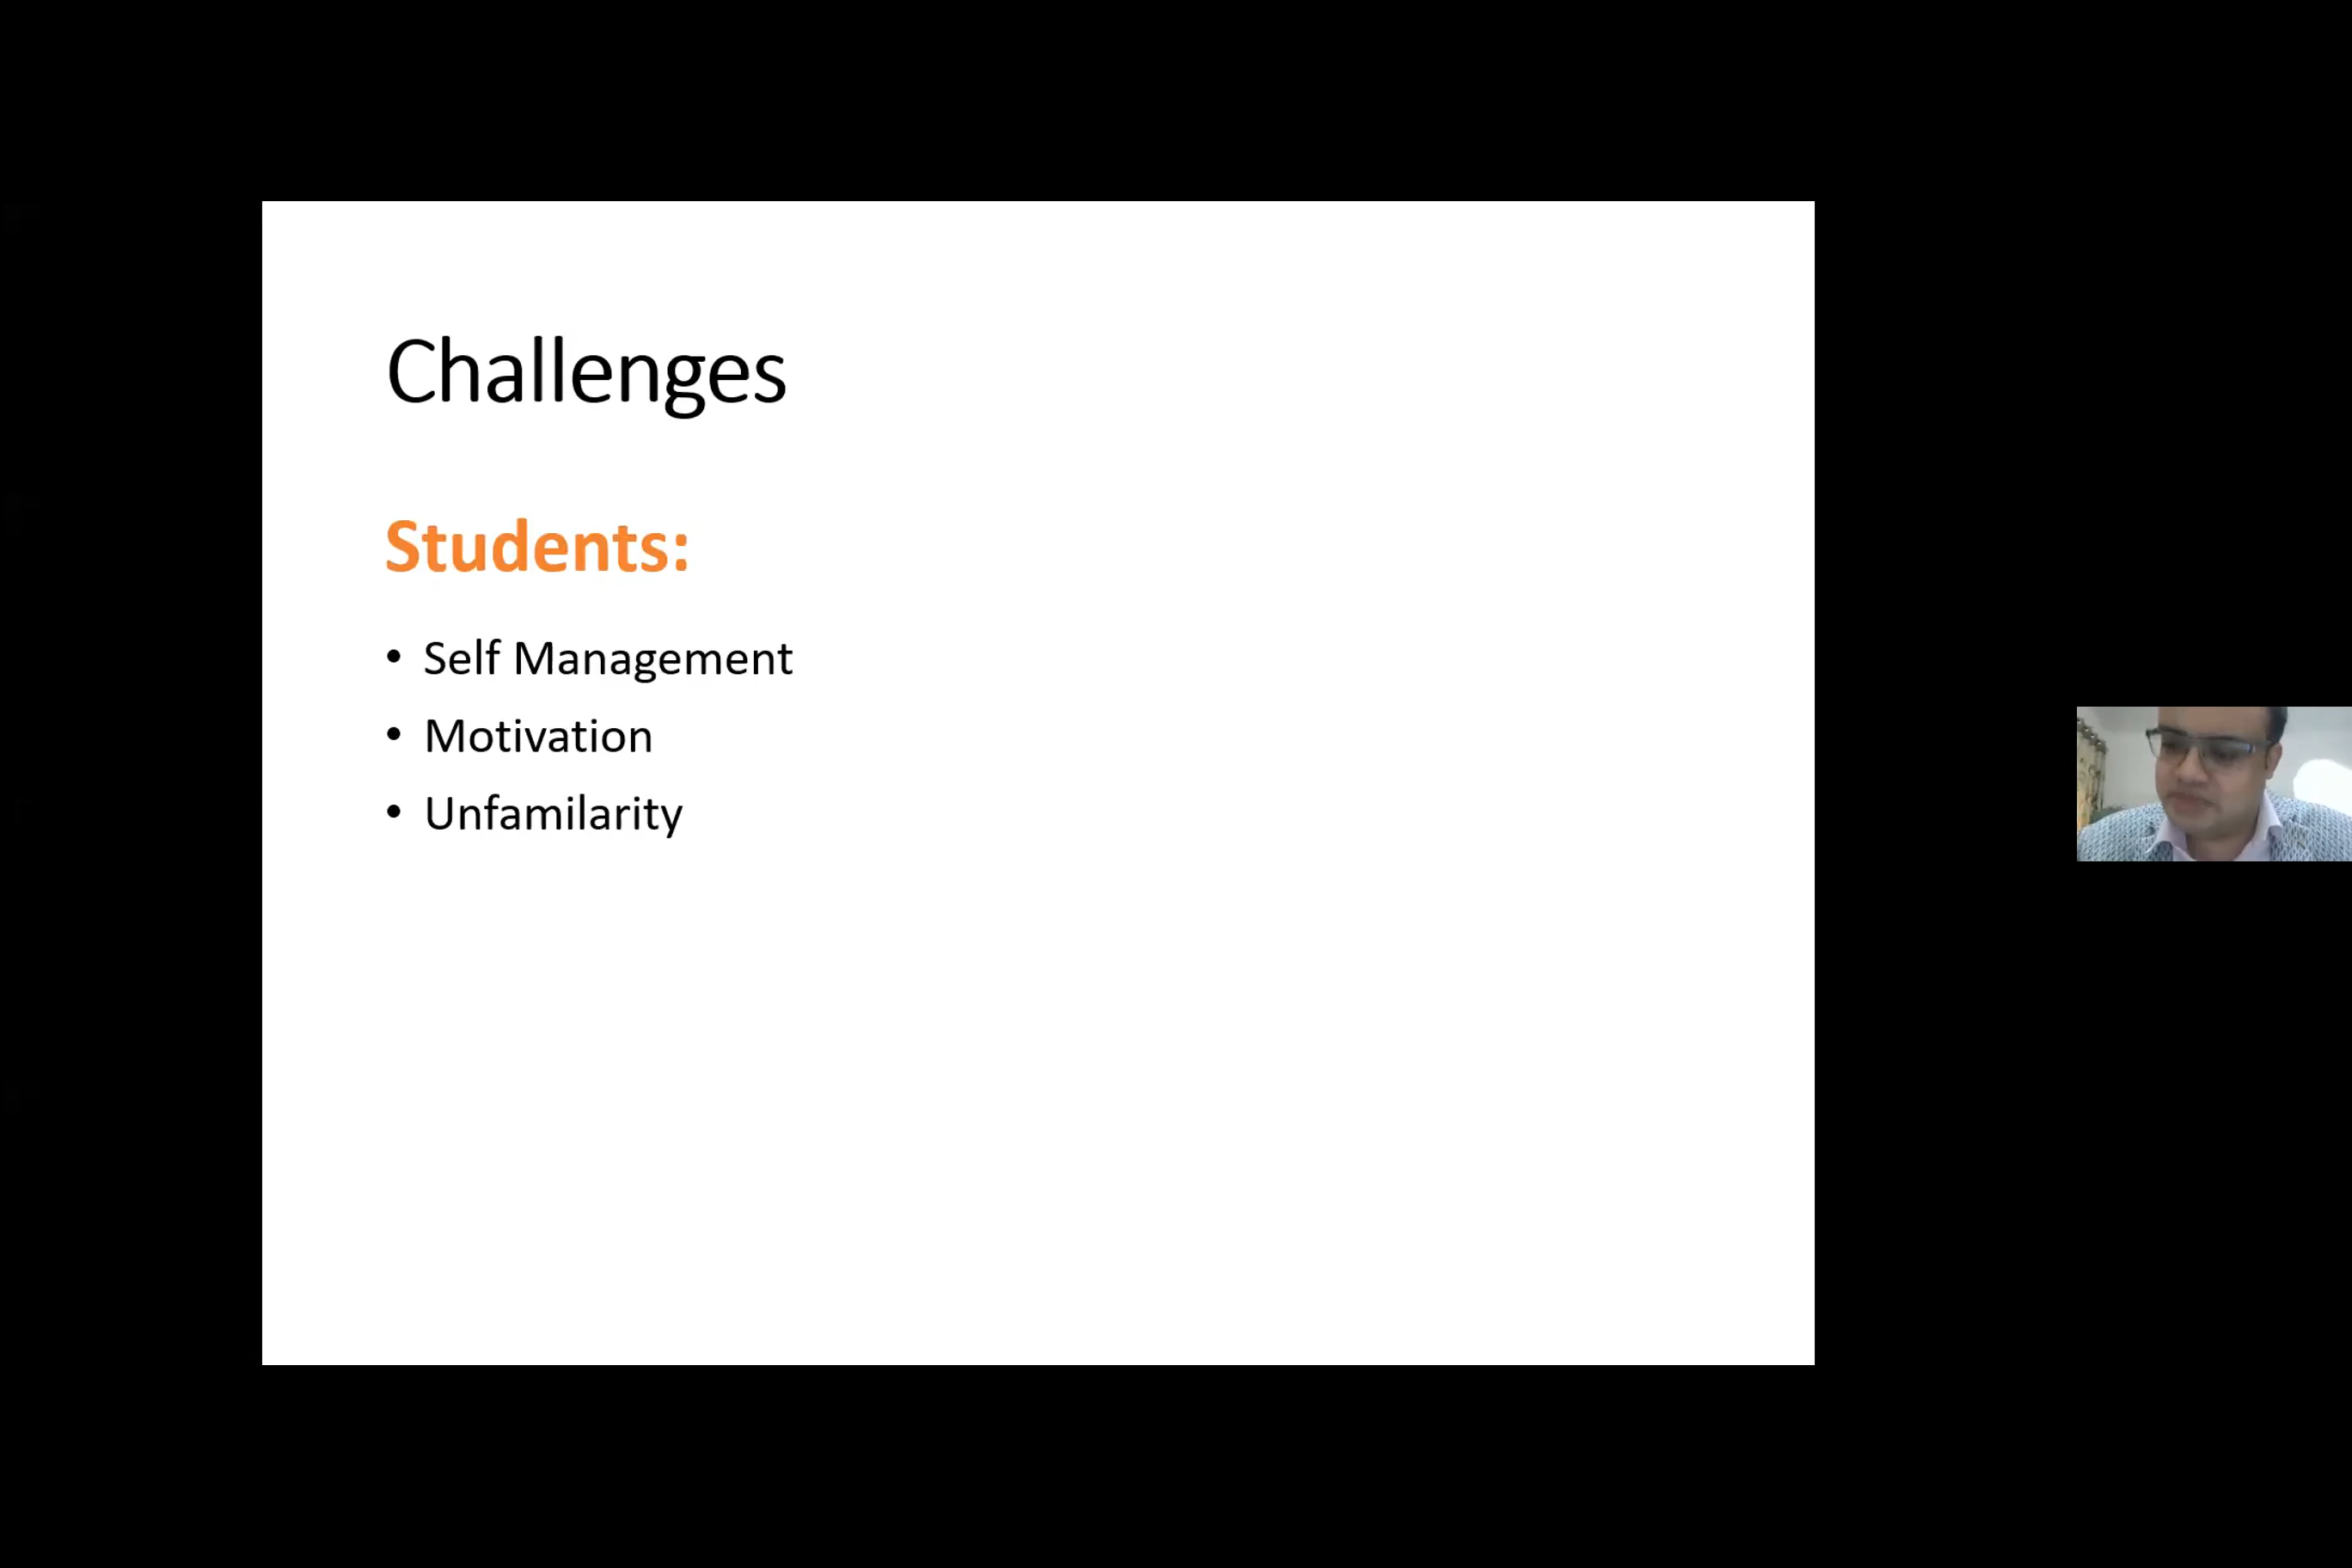 Challenges
Students:
• Self Management
• Motivation
• Unfamilarity